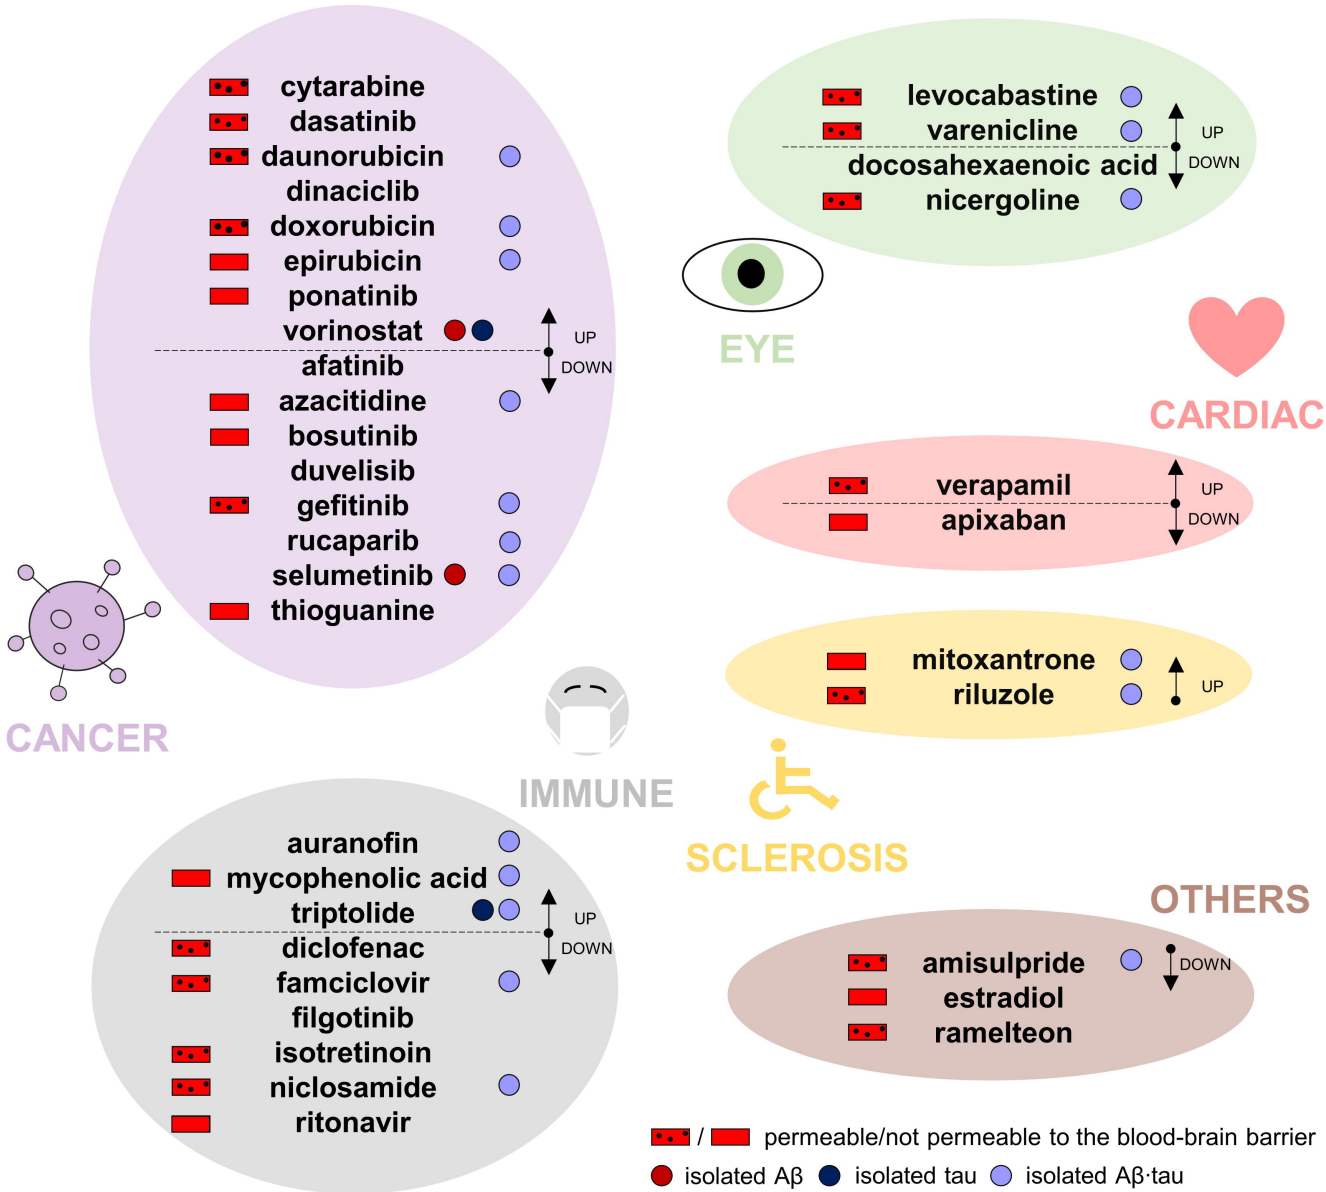 cytarabine
dasatinib
daunorubicin
dinaciclib
doxorubicin
epirubicin
ponatinib
vorinostat
UP
DOWN
afatinib
azacitidine
bosutinib
duvelisib
gefitinib
rucaparib
selumetinib
thioguanine
CANCER
levocabastine
varenicline
UP
DOWN
docosahexaenoic acid
nicergoline
EYE
CARDIAC
verapamil
UP
DOWN
apixaban
mitoxantrone
riluzole
UP
SCLEROSIS
IMMUNE
auranofin
mycophenolic acid
triptolide
UP
DOWN
diclofenac
famciclovir
filgotinib
isotretinoin
niclosamide
ritonavir
OTHERS
amisulpride
DOWN
estradiol
ramelteon
/ permeable/not permeable to the blood-brain barrier
isolated Aβ isolated tau isolated Aβ·tau